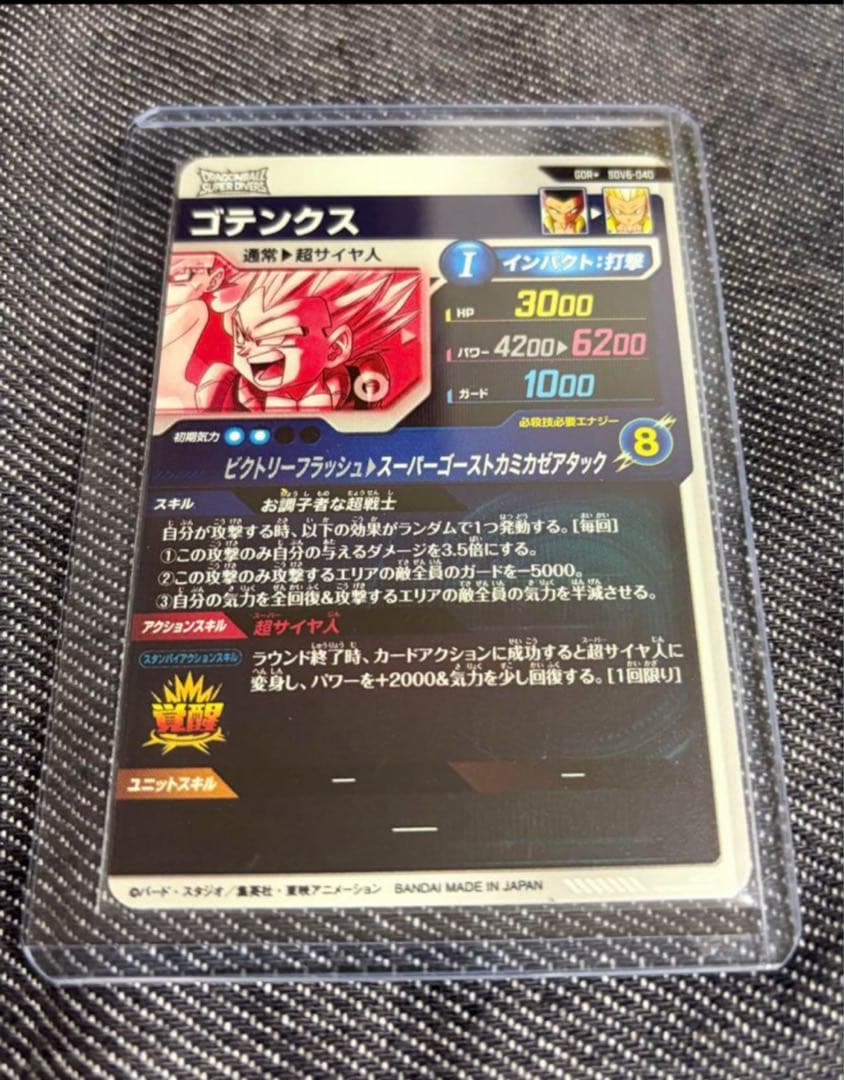 DRAGONBALL
SUPER DIVERS
GDR★ SDV6-040
ゴテンクス
通常▶超サイヤ人
I インパクト:打撃
HP 3000
パワー 4200▶6200
ガード 1000
初期気力
必殺技必要エナジー
8
ビクトリーフラッシュ▶スーパーゴーストカミカゼアタック
スキル お調子者な超戦士
自分が攻撃する時、以下の効果がランダムで1つ発動する。[毎回]
①この攻撃のみ自分の与えるダメージを3.5倍にする。
②この攻撃のみ攻撃するエリアの敵全員のガードを-5000。
③自分の気力を全回復&攻撃するエリアの敵全員の気力を半減させる。
アクションスキル 超サイヤ人
スタンバイアクションスキル
ラウンド終了時、カードアクションに成功すると超サイヤ人に
変身し、パワーを+2000&気力を少し回復する。[1回限り]
覚醒
ユニットスキル — —
—
©バード・スタジオ/集英社・東映アニメーション BANDAI MADE IN JAPAN